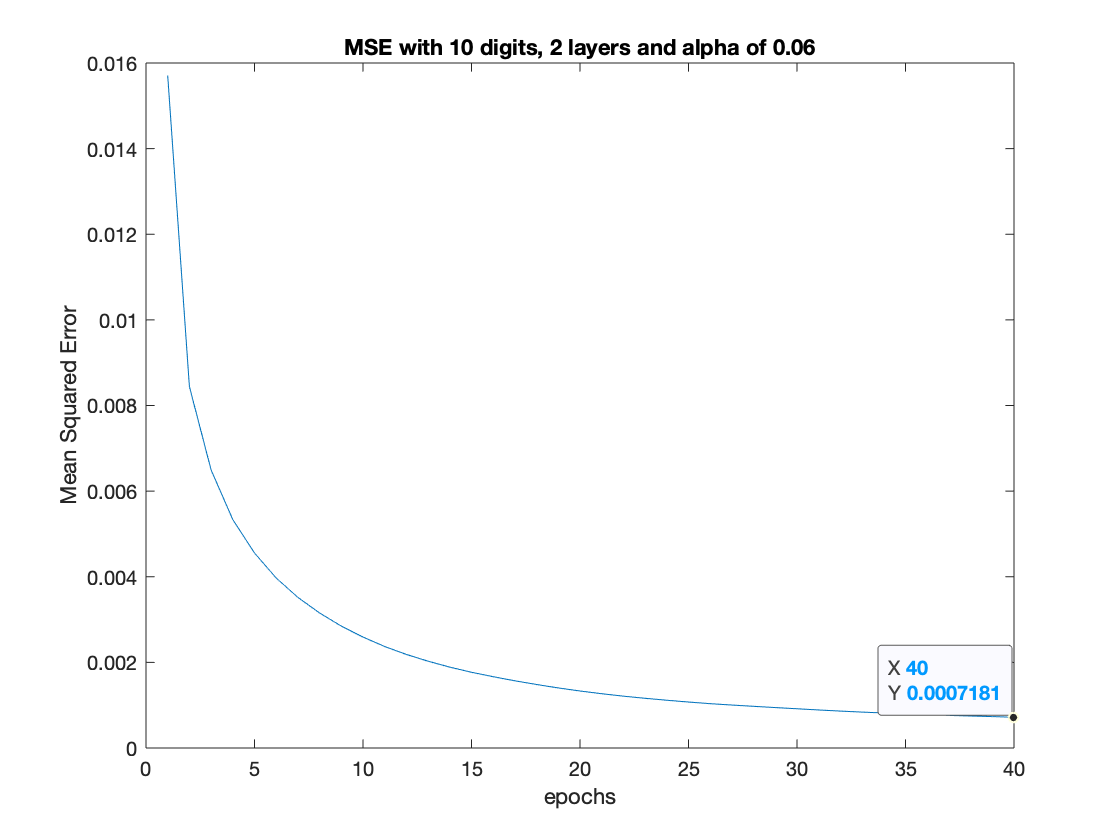 MSE with 10 digits, 2 layers and alpha of 0.06
0.016
0.014
0.012
0.01
0.008
0.006
0.004
0.002
0
Mean Squared Error
X 40
Y 0.0007181
0 5 10 15 20 25 30 35 40
epochs